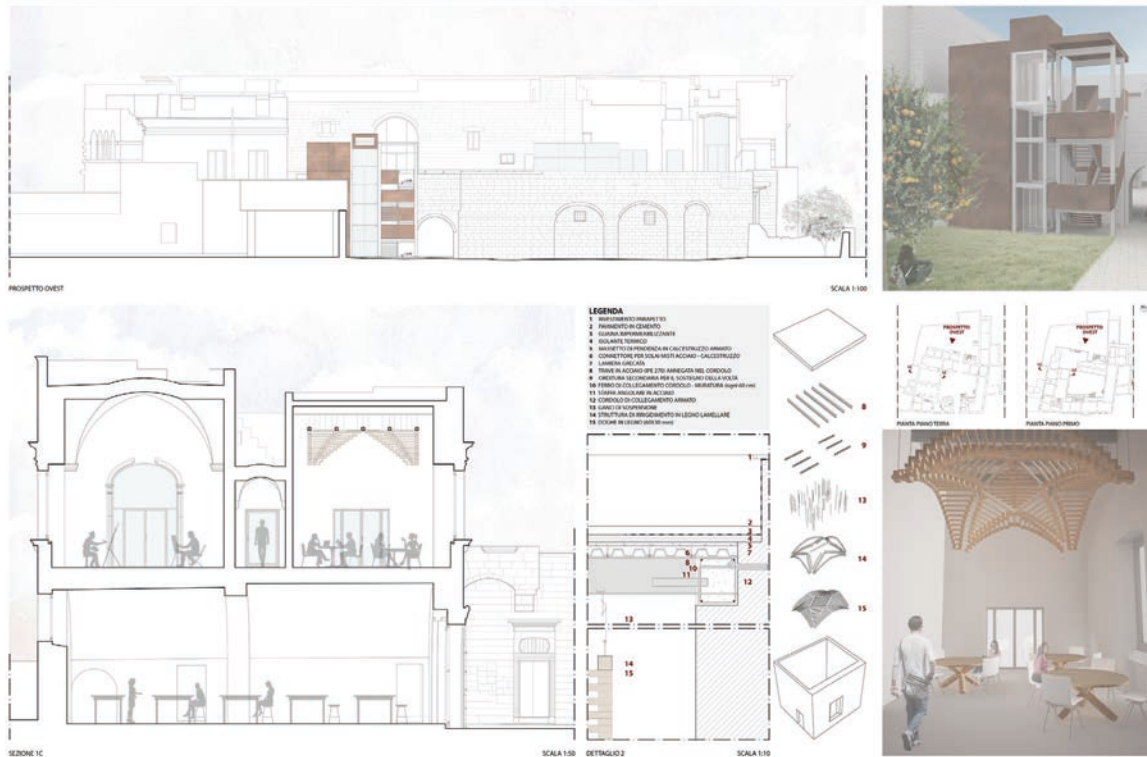 PROSPETTO OVEST
SCALA 1:100
LEGENDA
1 RIVESTIMENTO PARAPETTO
2 PAVIMENTO IN CEMENTO
3 GUAINA IMPERMEABILIZZANTE
4 ISOLANTE TERMICO
5 MASSETTO DI PENDENZA IN CALCESTRUZZO ARMATO
6 CONNETTORE PER SOLAI MISTI ACCIAIO - CALCESTRUZZO
7 LAMIERA GRECATA
8 TRAVE IN ACCIAIO (IPE 270) ANNEGATA NEL CORDOLO
9 ORDITURA SECONDARIA PER IL SOSTEGNO DELLA VOLTA
10 FERRO DI COLLEGAMENTO CORDOLO - MURATURA (ogni 60 cm)
11 STAFFA ANGOLARE IN ACCIAIO
12 CORDOLO DI COLLEGAMENTO ARMATO
13 GANCI DI SOSPENSIONE
14 STRUTTURA DI IRRIGIDIMENTO IN LEGNO LAMELLARE
15 DOGHE IN LEGNO
1
2
3
4
5
6
7
8
10
11
12
13
14
15
8
9
13
14
15
PROSPETTO
OVEST
PROSPETTO
OVEST
PIANTA PIANO TERRA
PIANTA PIANO PRIMO
SEZIONE 1C
SCALA 1:50
DETTAGLIO 2
SCALA 1:10